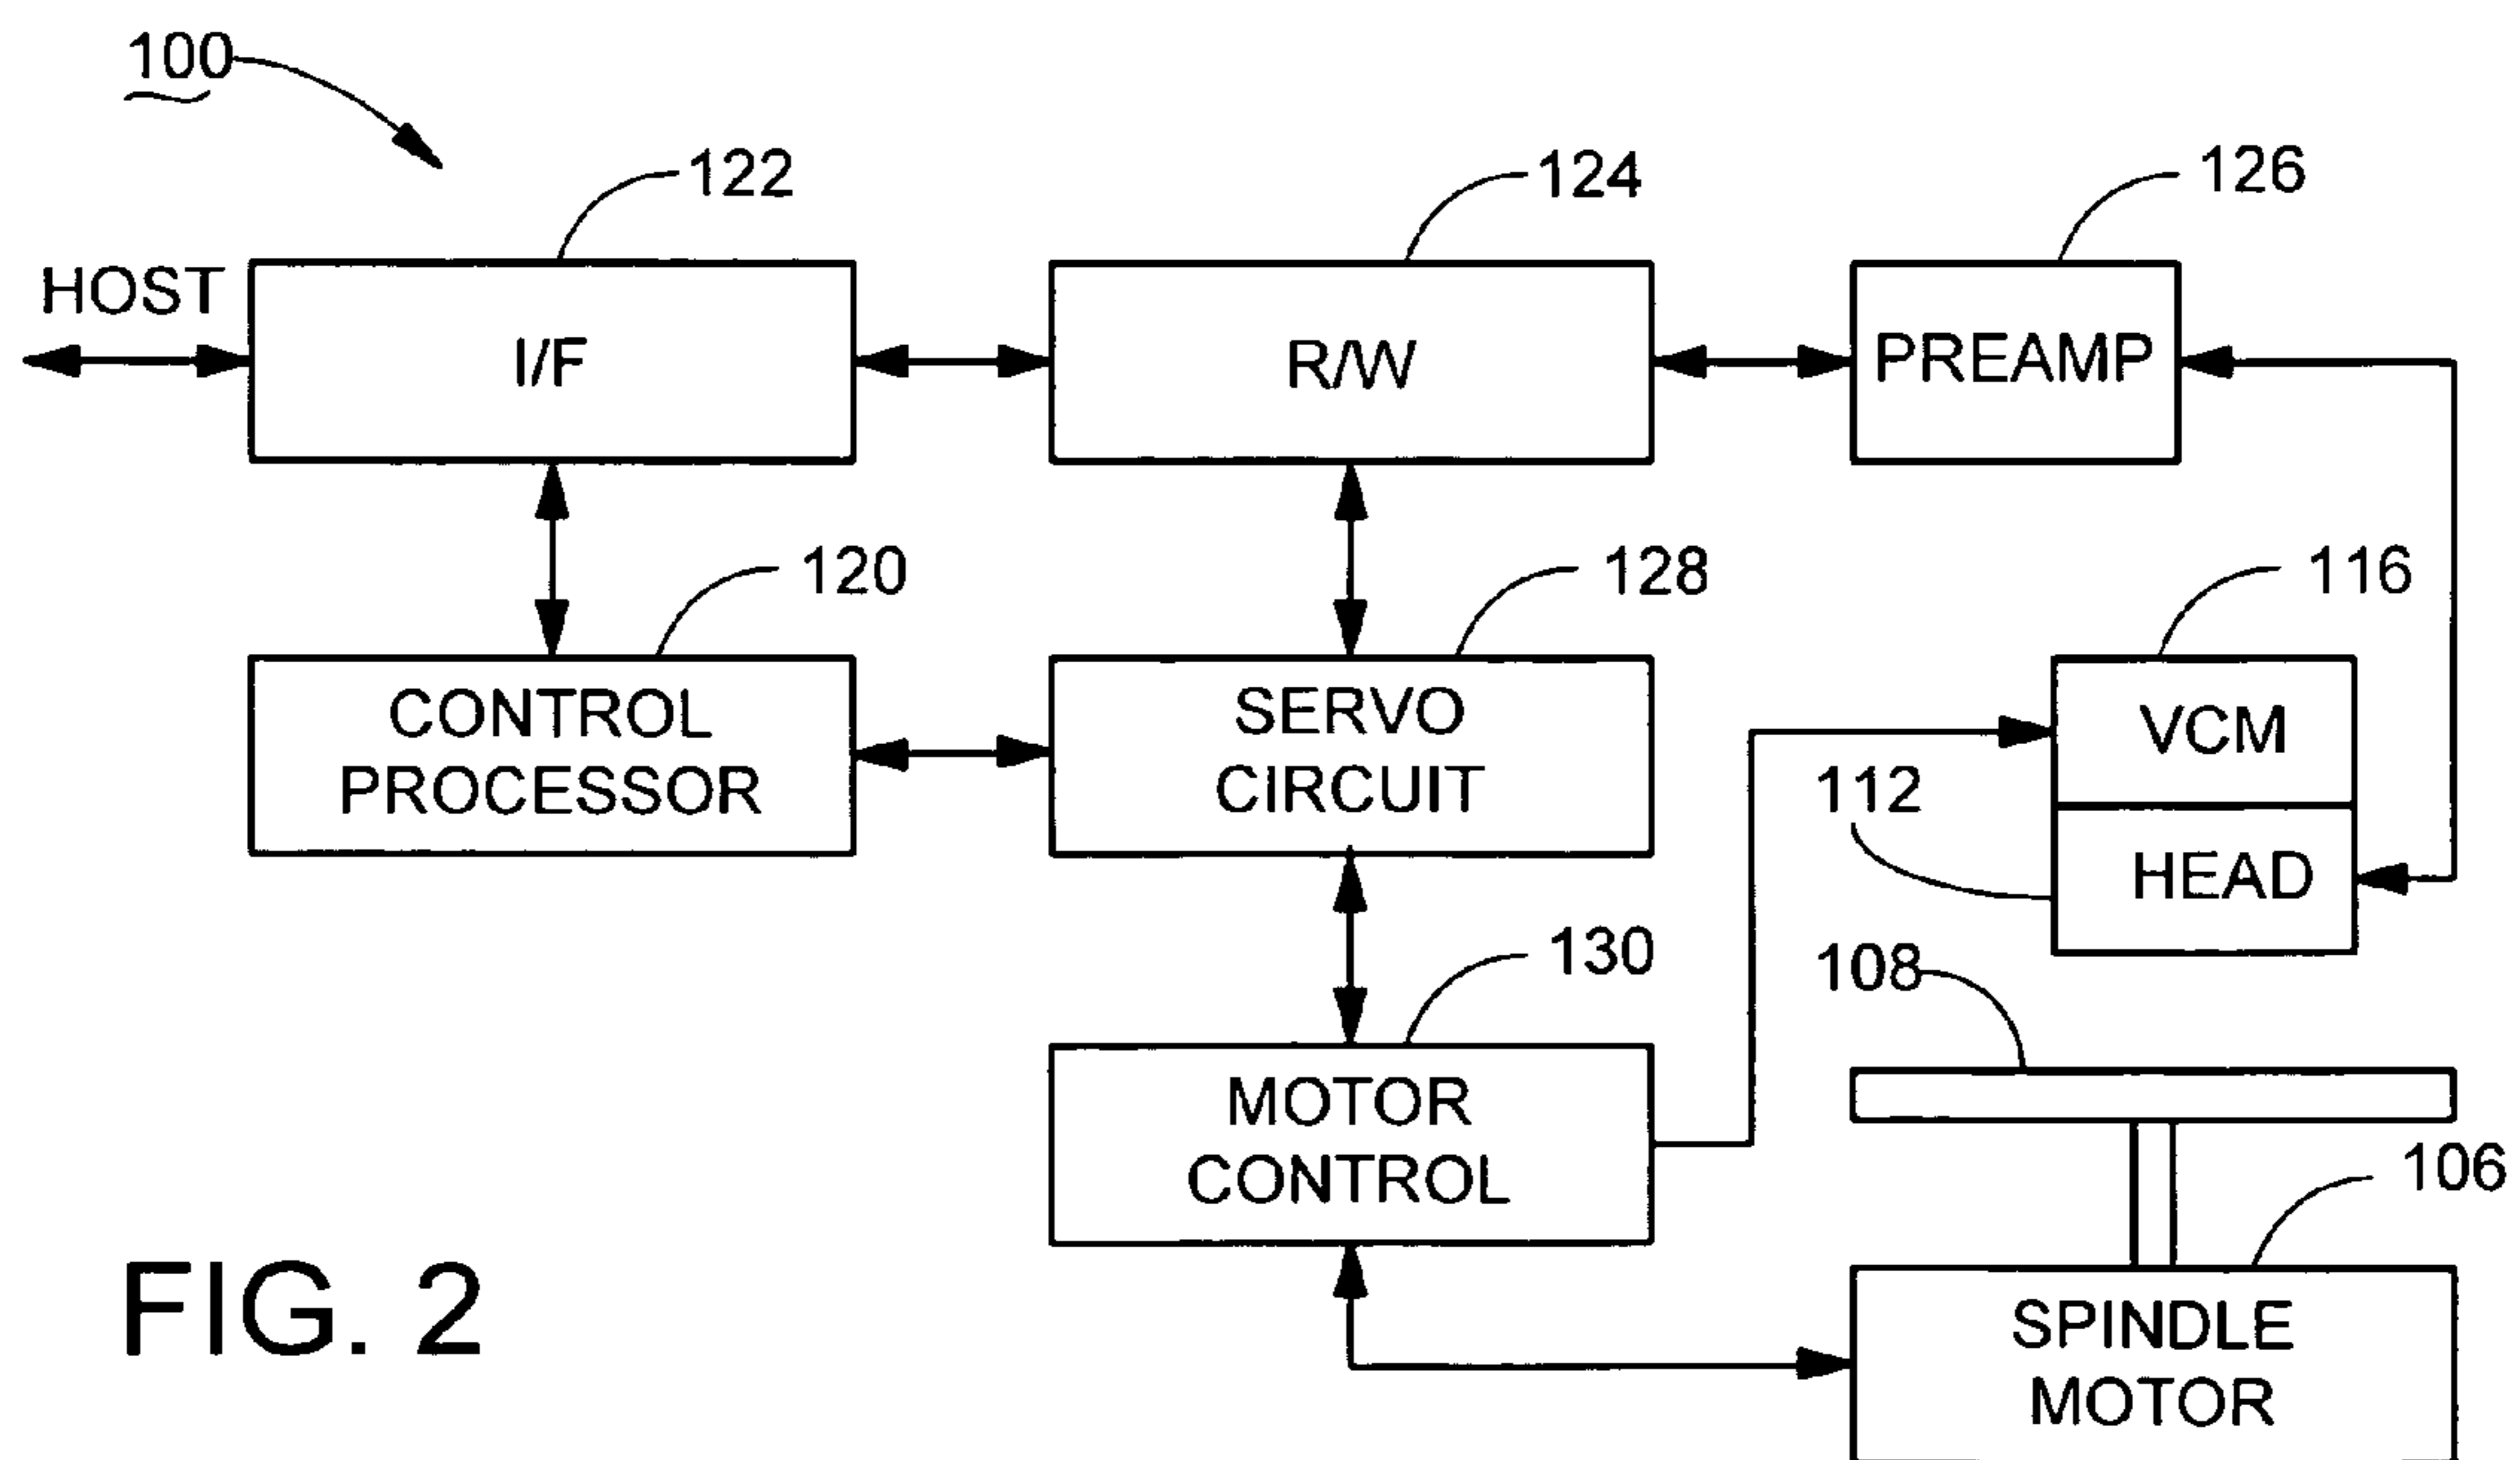 100
122
124
126
HOST
I/F
R/W
PREAMP
120
128
116
CONTROL
PROCESSOR
SERVO
CIRCUIT
VCM
112
HEAD
130
108
MOTOR
CONTROL
106
SPINDLE
MOTOR
FIG. 2